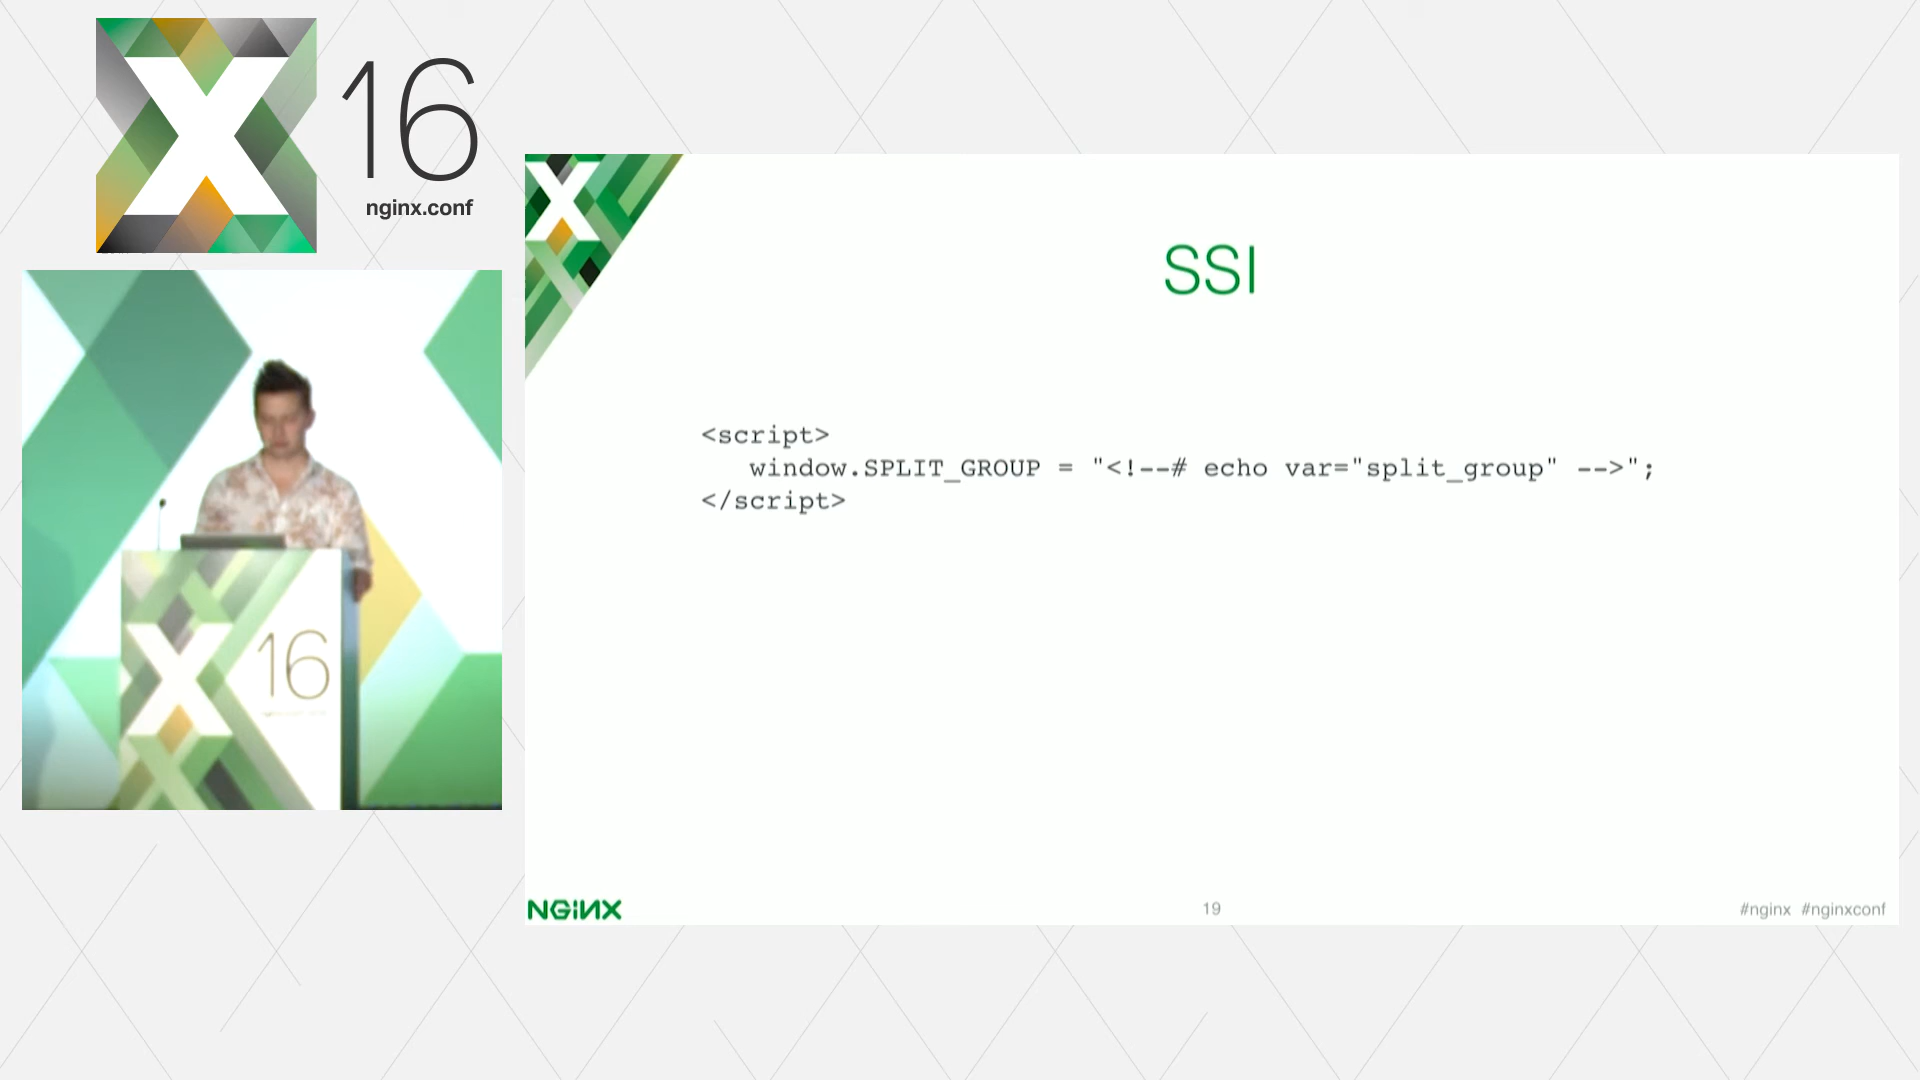 X 16
nginx.conf
X
SSI
<script>
window.SPLIT_GROUP = "<!--# echo var="split_group" -->";
</script>
X 16
NGINX
19
#nginx #nginxconf